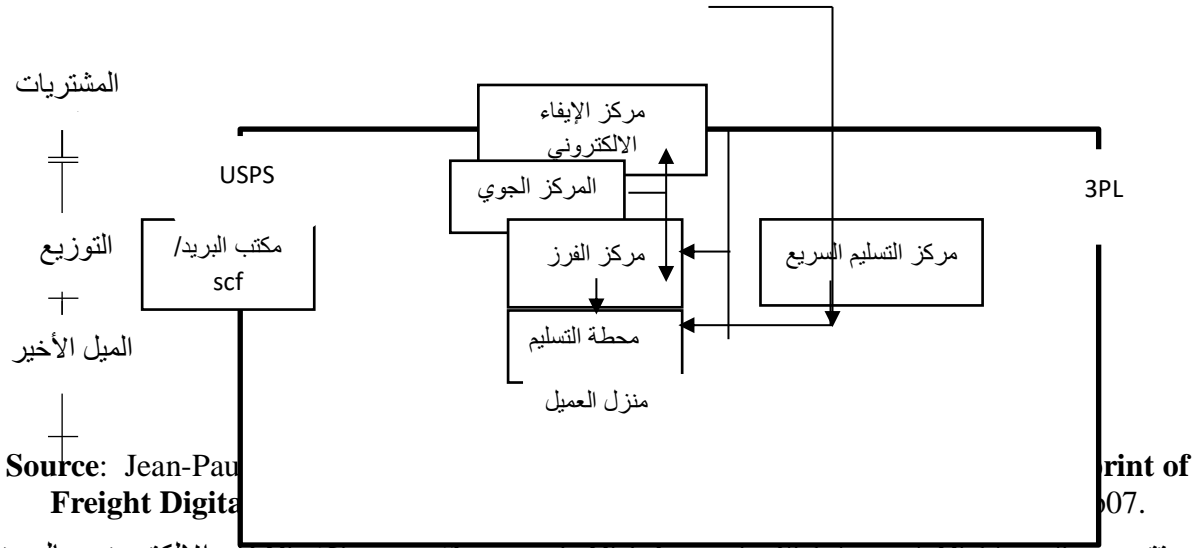 المشتريات
مركز الإيفاء
الالكتروني
USPS
المركز الجوي
3PL
التوزيع
مكتب البريد/
scf
مركز الفرز
مركز التسليم السريع
الميل الأخير
محطة التسليم
منزل العميل
Source: Jean-Pau
print of
Freight Digita
07.